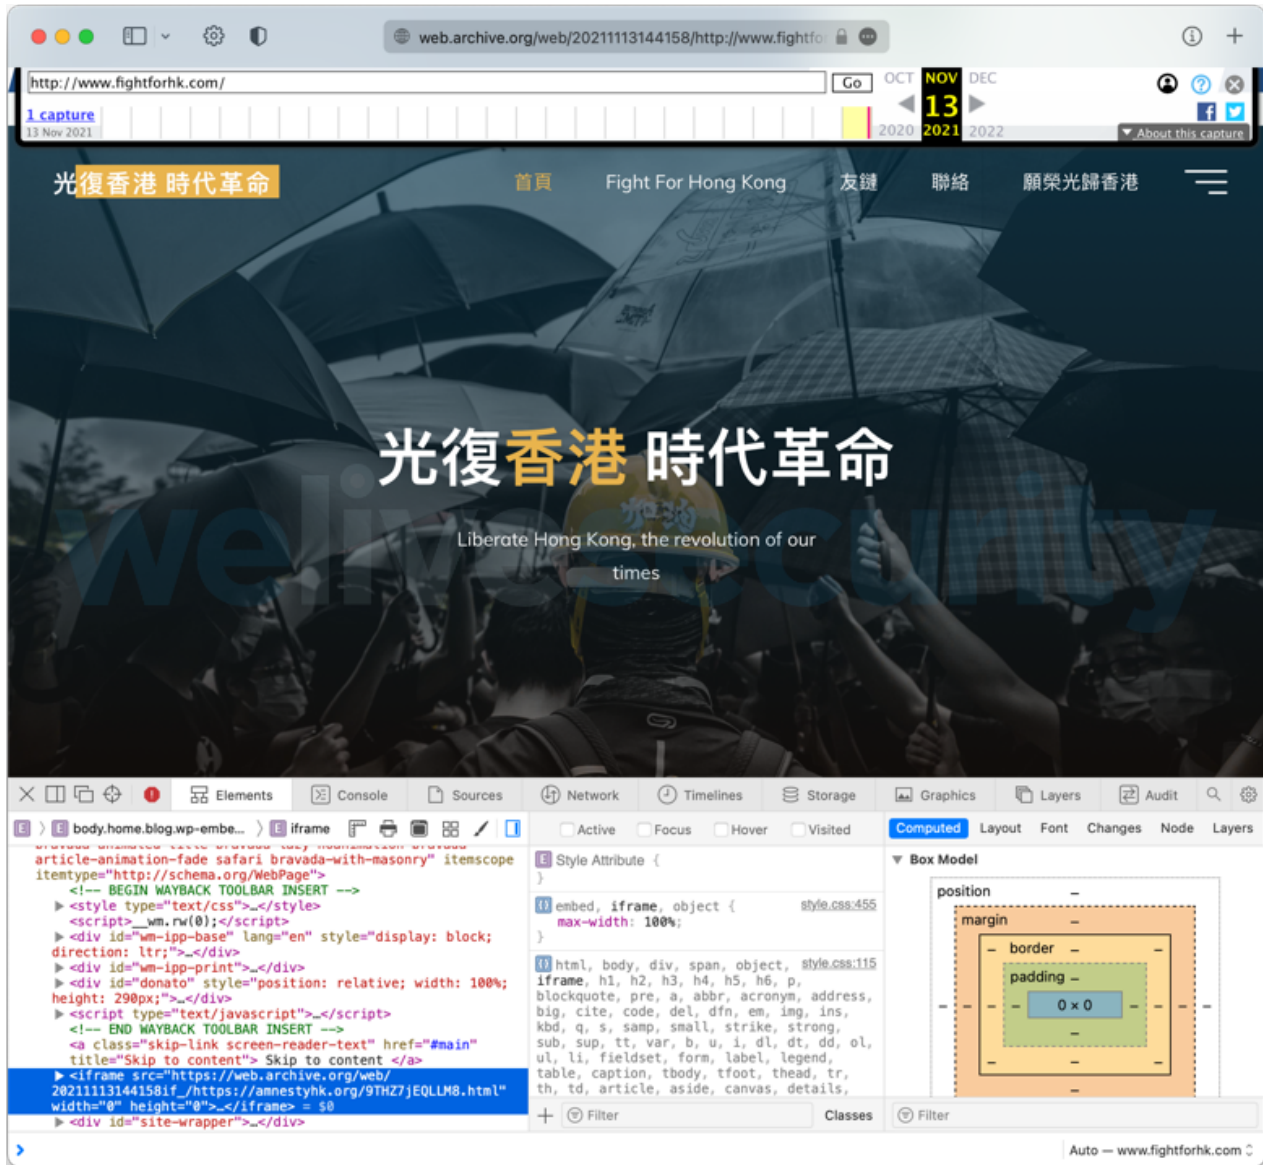 web.archive.org/web/20211113144158/http://www.fightfo
http://www.fightforhk.com/
Go
OCT NOV DEC
1 capture
13 Nov 2021
13
2020 2021 2022
▼ About this capture
光復香港 時代革命
首頁 Fight For Hong Kong 友鏈 聯絡 願榮光歸香港
光復香港 時代革命
加油
Liberate Hong Kong, the revolution of our
times
welivesecurity
Elements Console Sources Network Timelines Storage Graphics Layers Audit
E body.home.blog.wp-embe... E iframe
Active Focus Hover Visited
Computed Layout Font Changes Node Layers
article-animation-fade safari bravada-with-masonry" itemscope
itemtype="http://schema.org/WebPage">
<!-- BEGIN WAYBACK TOOLBAR INSERT -->
<style type="text/css">…</style>
<script>__wm.rw(0);</script>
<div id="wm-ipp-base" lang="en" style="display: block;
direction: ltr;">…</div>
<div id="wm-ipp-print">…</div>
<div id="donato" style="position: relative; width: 100%;
height: 290px;">…</div>
<script type="text/javascript">…</script>
<!-- END WAYBACK TOOLBAR INSERT -->
<a class="skip-link screen-reader-text" href="#main"
title="Skip to content"> Skip to content </a>
<iframe src="https://web.archive.org/web/
20211113144158if_/https://amnestyhk.org/9THZ7jEQLLM8.html"
width="0" height="0">…</iframe> = $0
<div id="site-wrapper">…</div>
E Style Attribute {
}
embed, iframe, object { style.css:455
max-width: 100%;
}
html, body, div, span, object, style.css:115
iframe, h1, h2, h3, h4, h5, h6, p,
blockquote, pre, a, abbr, acronym, address,
big, cite, code, del, dfn, em, img, ins,
kbd, q, s, samp, small, strike, strong,
sub, sup, tt, var, b, u, i, dl, dt, dd, ol,
ul, li, fieldset, form, label, legend,
table, caption, tbody, tfoot, thead, tr,
th, td, article, aside, canvas, details,
Filter Classes
▼ Box Model
position –
margin –
border –
padding –
0 × 0
Filter
Auto — www.fightforhk.com